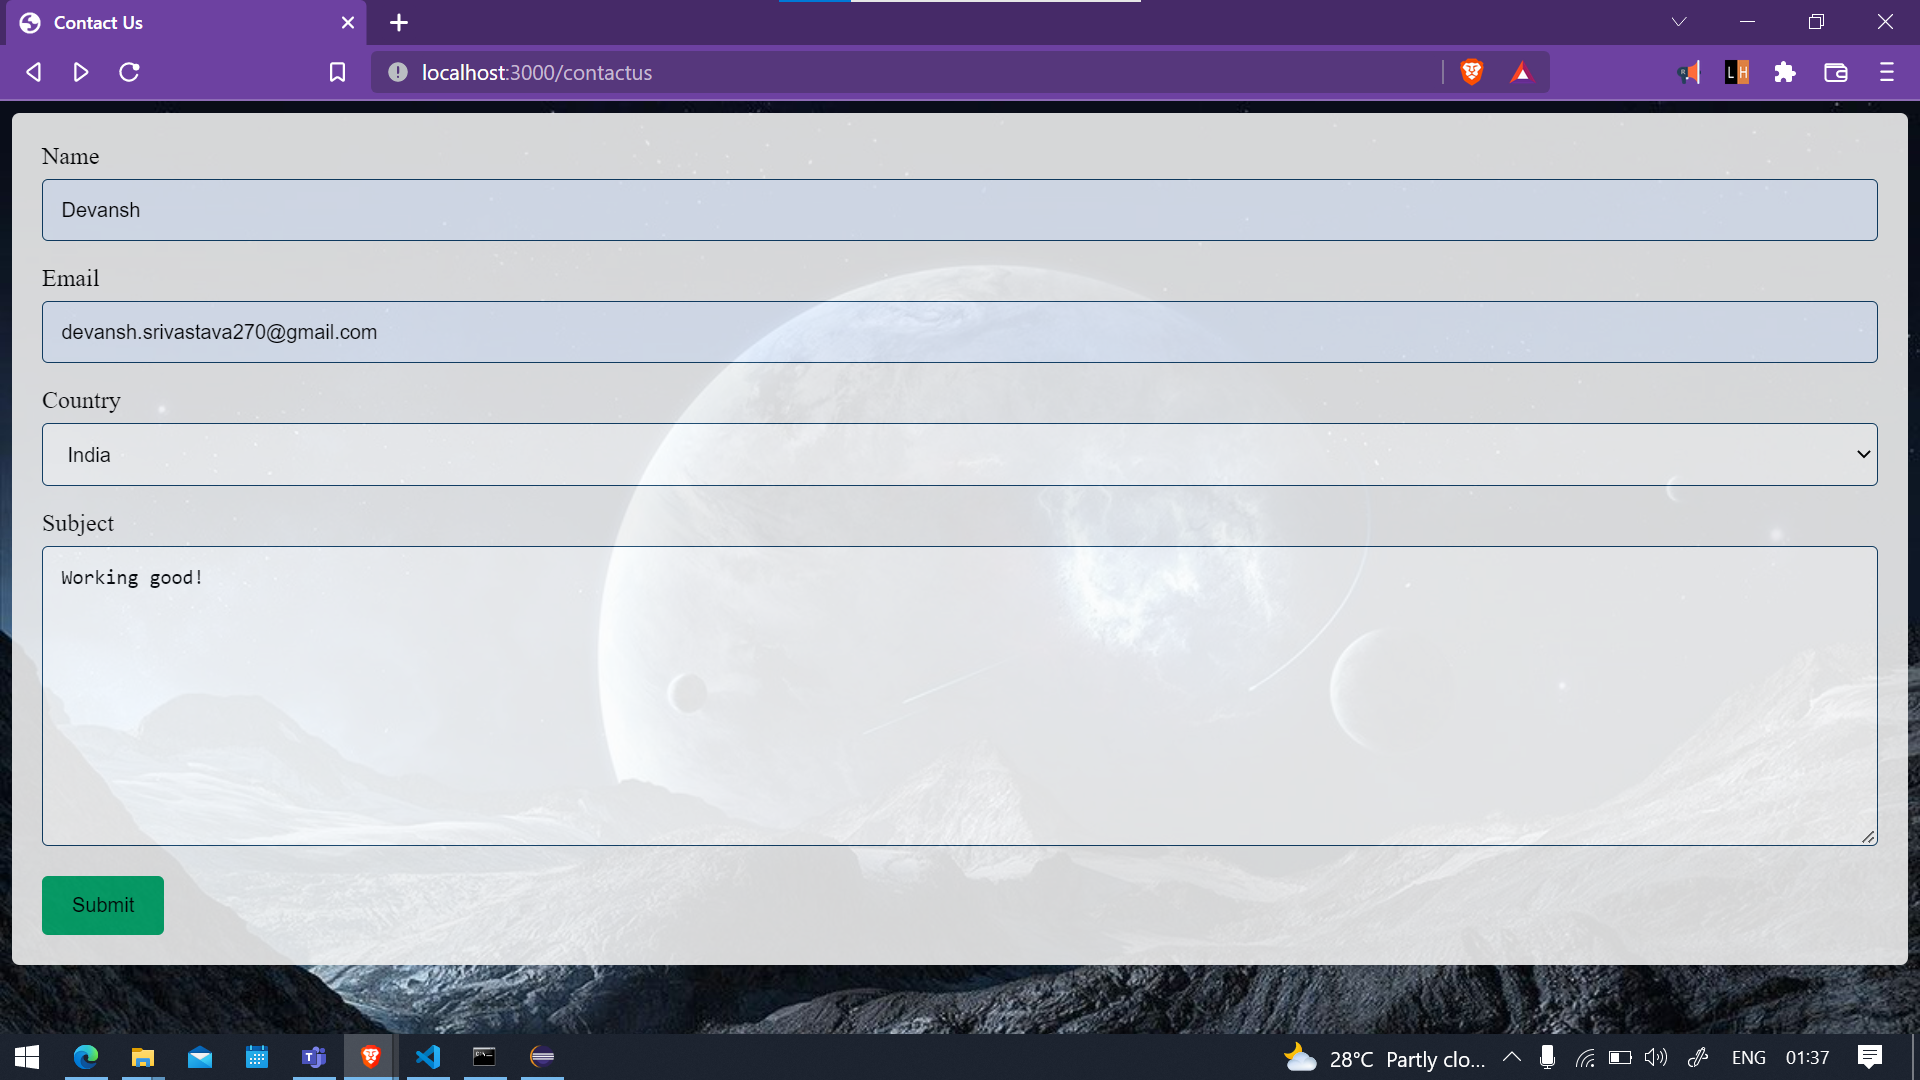 Contact Us
localhost:3000/contactus
L H
Name
Devansh
Email
devansh.srivastava270@gmail.com
Country
India
Subject
Working good!
Submit
28°C Partly clo... ENG 01:37